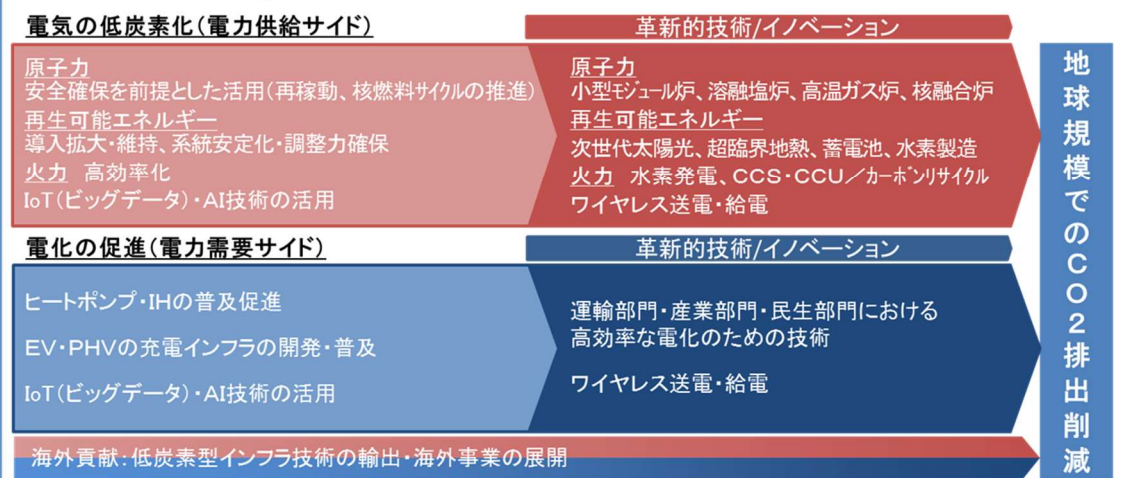 電気の低炭素化(電力供給サイド)
革新的技術/イノベーション
原子力
安全確保を前提とした活用(再稼動、核燃料サイクルの推進)
再生可能エネルギー
導入拡大・維持、系統安定化・調整力確保
火力 高効率化
IoT(ビッグデータ)・AI技術の活用
原子力
小型モジュール炉、溶融塩炉、高温ガス炉、核融合炉
再生可能エネルギー
次世代太陽光、超臨界地熱、蓄電池、水素製造
火力 水素発電、CCS・CCU/カーボンリサイクル
ワイヤレス送電・給電
電化の促進(電力需要サイド)
革新的技術/イノベーション
ヒートポンプ・IHの普及促進
EV・PHVの充電インフラの開発・普及
IoT(ビッグデータ)・AI技術の活用
運輸部門・産業部門・民生部門における
高効率な電化のための技術
ワイヤレス送電・給電
海外貢献:低炭素型インフラ技術の輸出・海外事業の展開
地球規模でのCO2排出削減